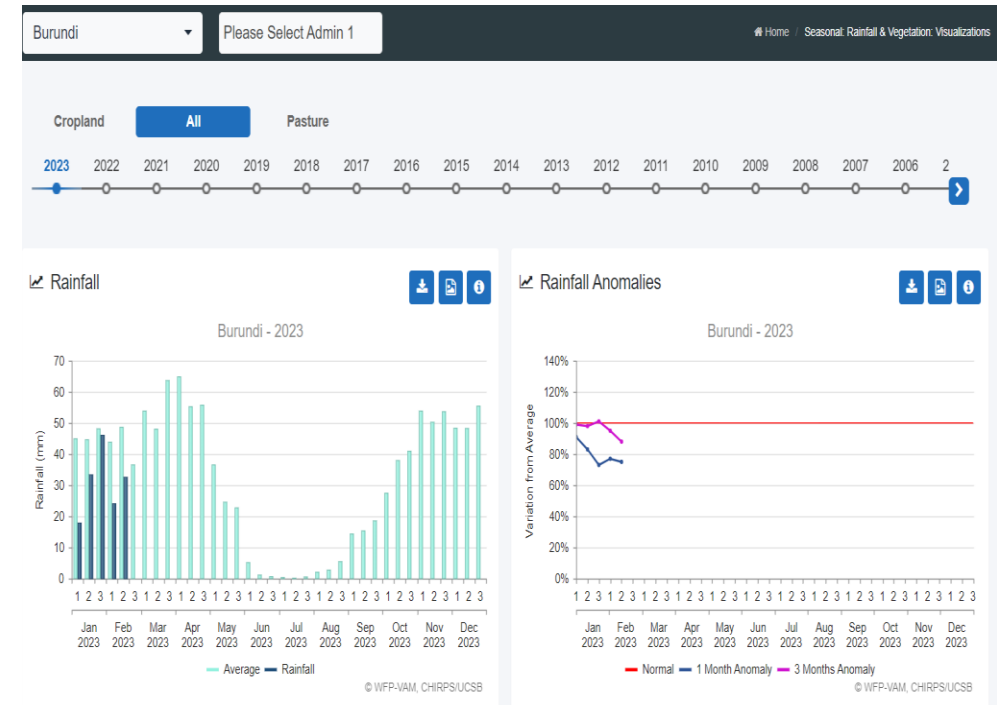 Burundi
Please Select Admin 1
Home / Seasonal: Rainfall & Vegetation: Visualizations
Cropland All Pasture
2023 2022 2021 2020 2019 2018 2017 2016 2015 2014 2013 2012 2011 2010 2009 2008 2007 2006 2
Rainfall
Burundi - 2023
Rainfall (mm)
70
60
50
40
30
20
10
0
1 2 3 1 2 3 1 2 3 1 2 3 1 2 3 1 2 3 1 2 3 1 2 3 1 2 3 1 2 3 1 2 3 1 2 3
Jan Feb Mar Apr May Jun Jul Aug Sep Oct Nov Dec
2023 2023 2023 2023 2023 2023 2023 2023 2023 2023 2023 2023
Average Rainfall
© WFP-VAM, CHIRPS/UCSB
Rainfall Anomalies
Burundi - 2023
Variation from Average
140%
120%
100%
80%
60%
40%
20%
0%
1 2 3 1 2 3 1 2 3 1 2 3 1 2 3 1 2 3 1 2 3 1 2 3 1 2 3 1 2 3 1 2 3 1 2 3
Jan Feb Mar Apr May Jun Jul Aug Sep Oct Nov Dec
2023 2023 2023 2023 2023 2023 2023 2023 2023 2023 2023 2023
Normal 1 Month Anomaly 3 Months Anomaly
© WFP-VAM, CHIRPS/UCSB